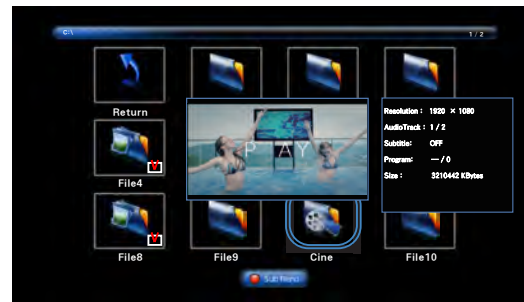 C:\
1 / 2
Return
PLAY
Resolution : 1920 × 1080
AudioTrack : 1 / 2
Subtitle: OFF
Program: — / 0
Size : 3210442 KBytes
File4
File8
File9
Cine
File10
Sub Menu